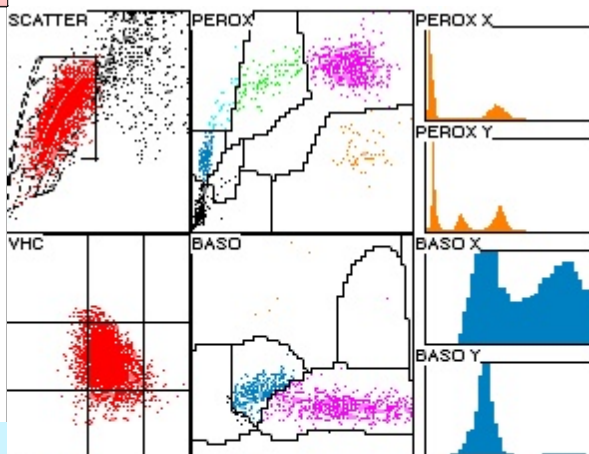 SCATTER
PEROX
PEROX X
PEROX Y
VHC
BASO
BASO X
BASO Y